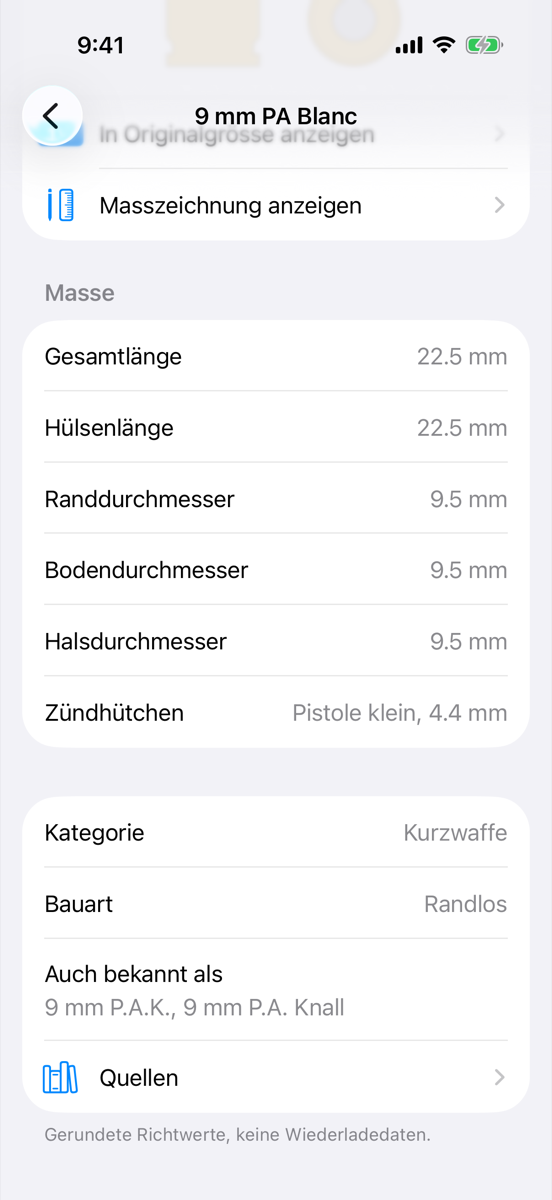 9:41
9 mm PA Blanc
In Originalgrösse anzeigen
Masszeichnung anzeigen
Masse
Gesamtlänge 22.5 mm
Hülsenlänge 22.5 mm
Randdurchmesser 9.5 mm
Bodendurchmesser 9.5 mm
Halsdurchmesser 9.5 mm
Zündhütchen Pistole klein, 4.4 mm
Kategorie Kurzwaffe
Bauart Randlos
Auch bekannt als
9 mm P.A.K., 9 mm P.A. Knall
Quellen
Gerundete Richtwerte, keine Wiederladedaten.